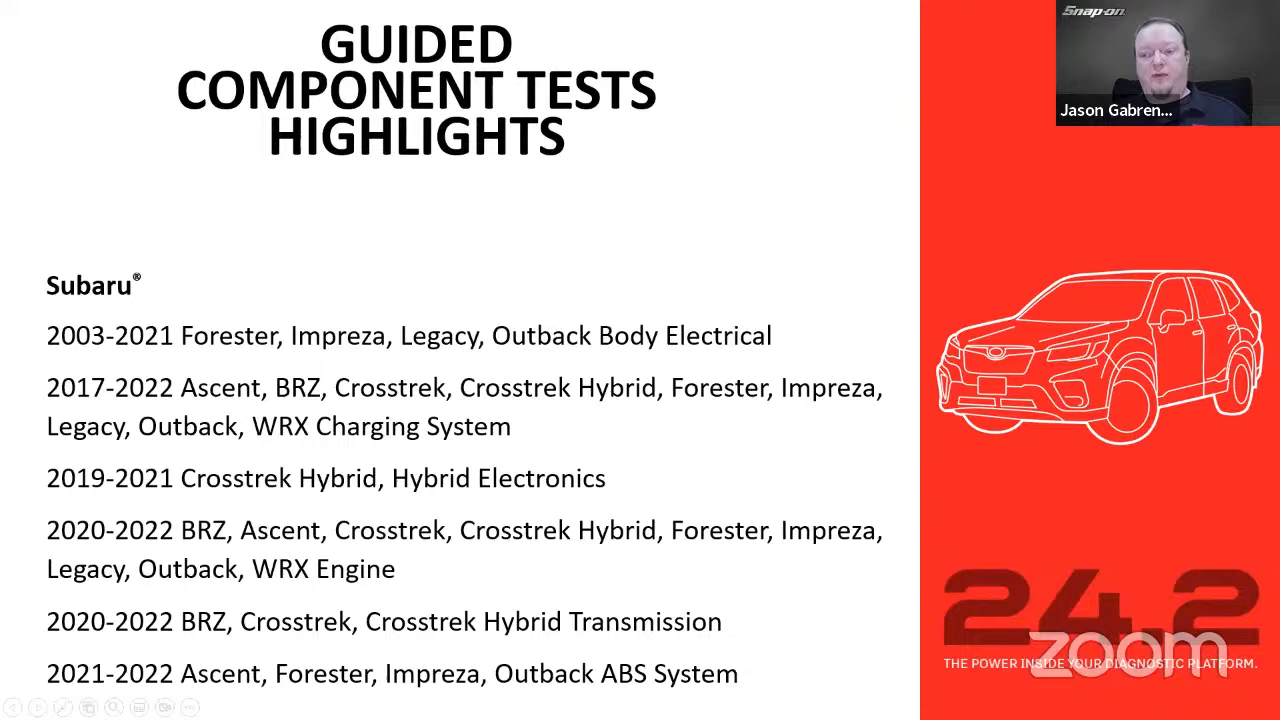 GUIDED
COMPONENT TESTS
HIGHLIGHTS
Snap-on
Jason Gabren...
Subaru®
2003-2021 Forester, Impreza, Legacy, Outback Body Electrical
2017-2022 Ascent, BRZ, Crosstrek, Crosstrek Hybrid, Forester, Impreza,
Legacy, Outback, WRX Charging System
2019-2021 Crosstrek Hybrid, Hybrid Electronics
2020-2022 BRZ, Ascent, Crosstrek, Crosstrek Hybrid, Forester, Impreza,
Legacy, Outback, WRX Engine
2020-2022 BRZ, Crosstrek, Crosstrek Hybrid Transmission
2021-2022 Ascent, Forester, Impreza, Outback ABS System
24.2
zoom
THE POWER INSIDE YOUR DIAGNOSTIC PLATFORM.